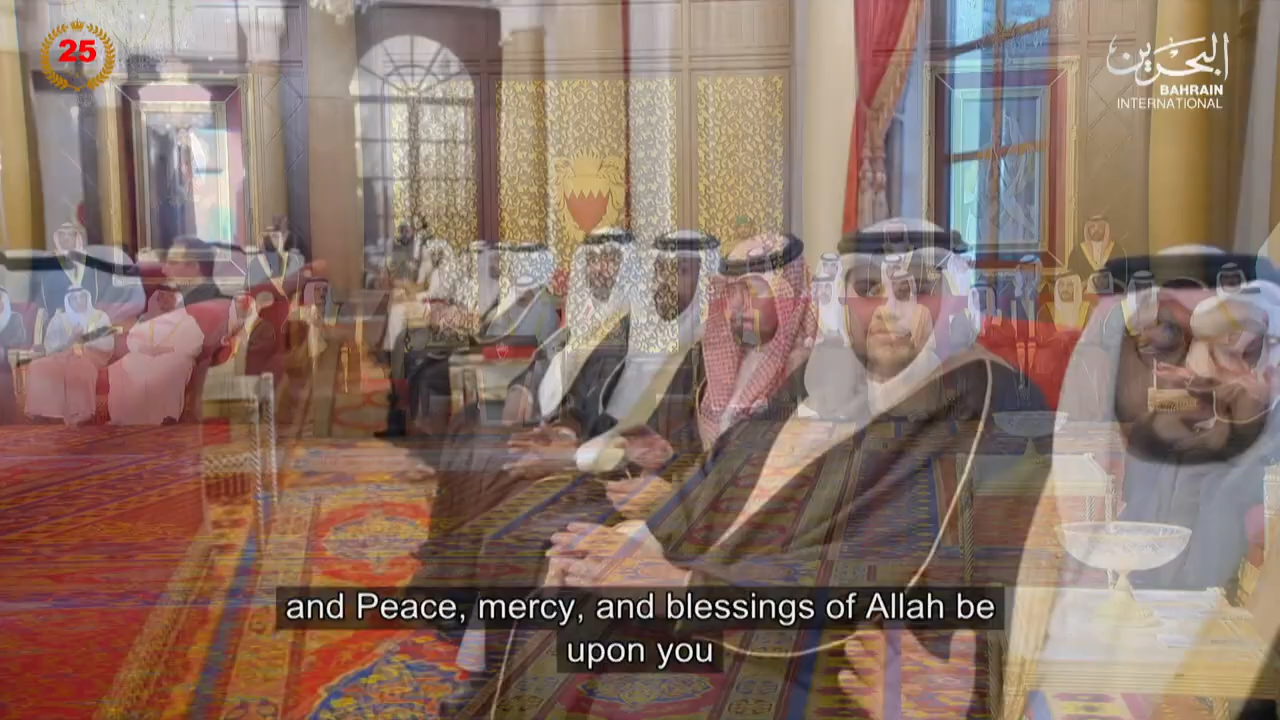 25
البحرين
BAHRAIN
INTERNATIONAL
and Peace, mercy, and blessings of Allah be
upon you